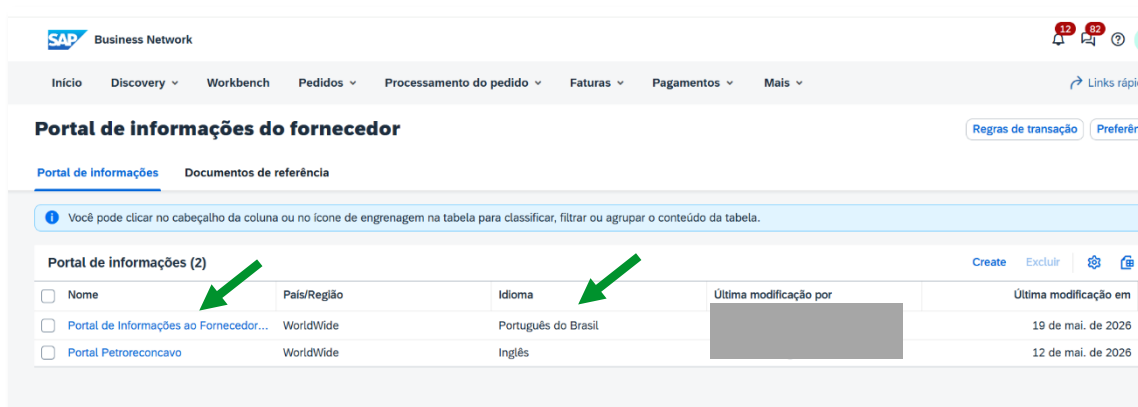 SAP Business Network
12 82
Início Discovery Workbench Pedidos Processamento do pedido Faturas Pagamentos Mais Links rápi
Portal de informações do fornecedor
Regras de transação Preferên
Portal de informações Documentos de referência
Você pode clicar no cabeçalho da coluna ou no ícone de engrenagem na tabela para classificar, filtrar ou agrupar o conteúdo da tabela.
Portal de informações (2) Create Excluir
Nome País/Região Idioma Última modificação por Última modificação em
Portal de Informações ao Fornecedor... WorldWide Português do Brasil 19 de mai. de 2026
Portal Petroreconcavo WorldWide Inglês 12 de mai. de 2026